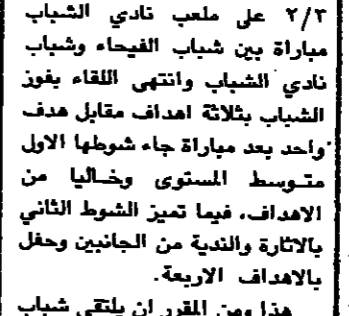 ٢/٣ على ملعب نادي الشباب
مباراة بين شباب الفيحاء وشباب
نادي الشباب وانتهى اللقاء بفوز
الشباب بثلاثة اهداف مقابل هدف
واحد بعد مباراة جاء شوطها الاول
متوسط المستوى وخاليا من
الاهداف، فيما تميز الشوط الثاني
بالاثارة والندية من الجانبين وحفل
بالاهداف الاربعة.
هذا ومن المقرر ان يلتقي شباب